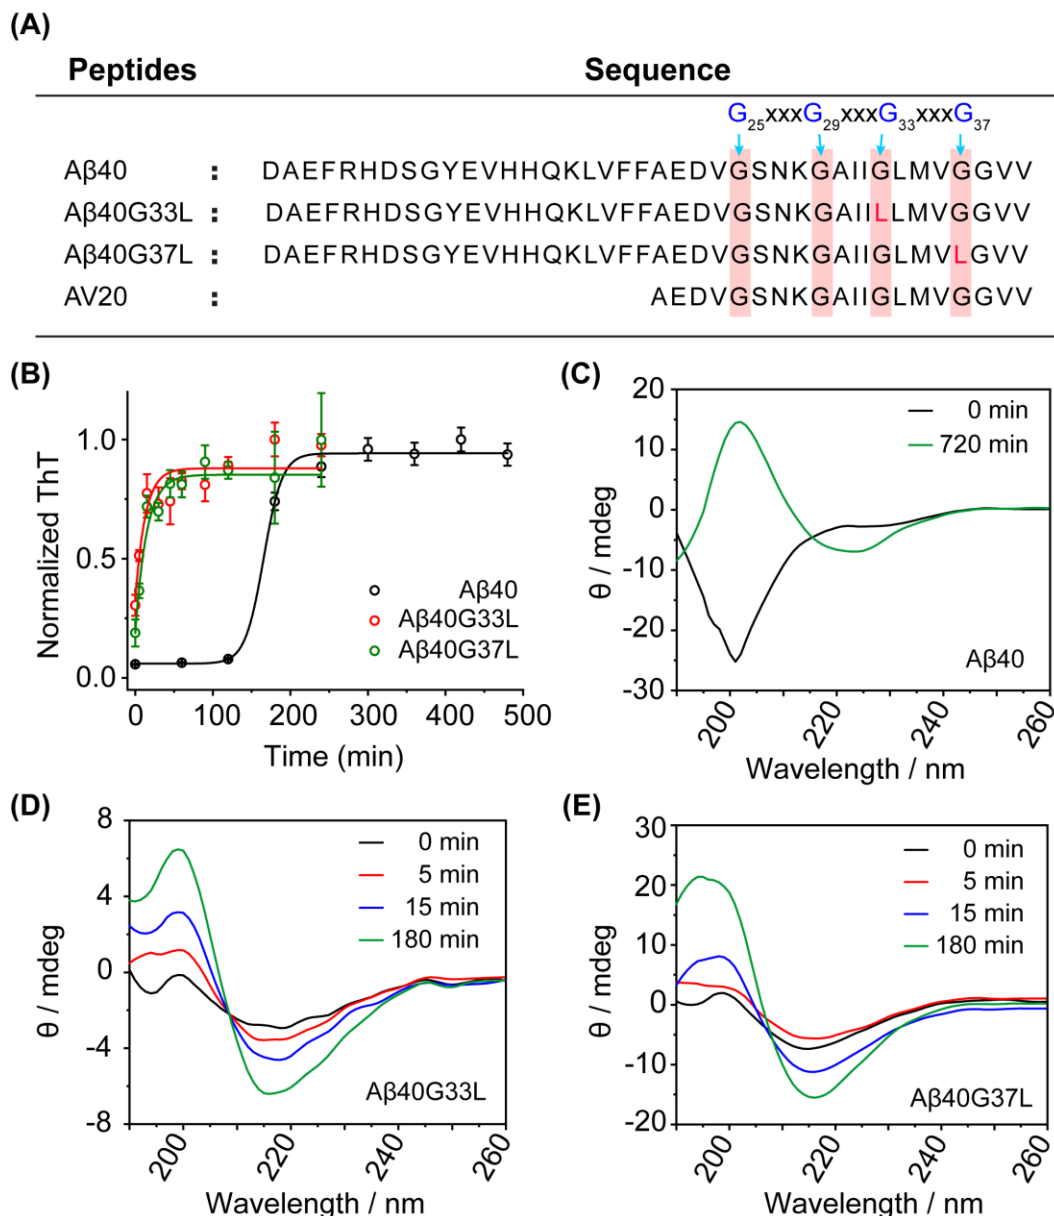 (A)
Peptides Sequence
G25xxxG29xxxG33xxxG37
Aβ40 : DAEFRHDSGYEVHHQKLVFFAEDVGSNKGAIIGLMVGGVV
Aβ40G33L : DAEFRHDSGYEVHHQKLVFFAEDVGSNKGAIILLMVGGVV
Aβ40G37L : DAEFRHDSGYEVHHQKLVFFAEDVGSNKGAIIGLMVLGVV
AV20 : AEDVGSNKGAIIGLMVGGVV
(B)
Normalized ThT
1.0
0.5
0.0
Aβ40
Aβ40G33L
Aβ40G37L
0 100 200 300 400 500
Time (min)
(C)
θ / mdeg
20
10
0
-10
-20
-30
0 min
720 min
Aβ40
200 220 240 260
Wavelength / nm
(D)
θ / mdeg
8
4
0
-4
-8
0 min
5 min
15 min
180 min
Aβ40G33L
200 220 240 260
Wavelength / nm
(E)
θ / mdeg
30
20
10
0
-10
-20
0 min
5 min
15 min
180 min
Aβ40G37L
200 220 240 260
Wavelength / nm